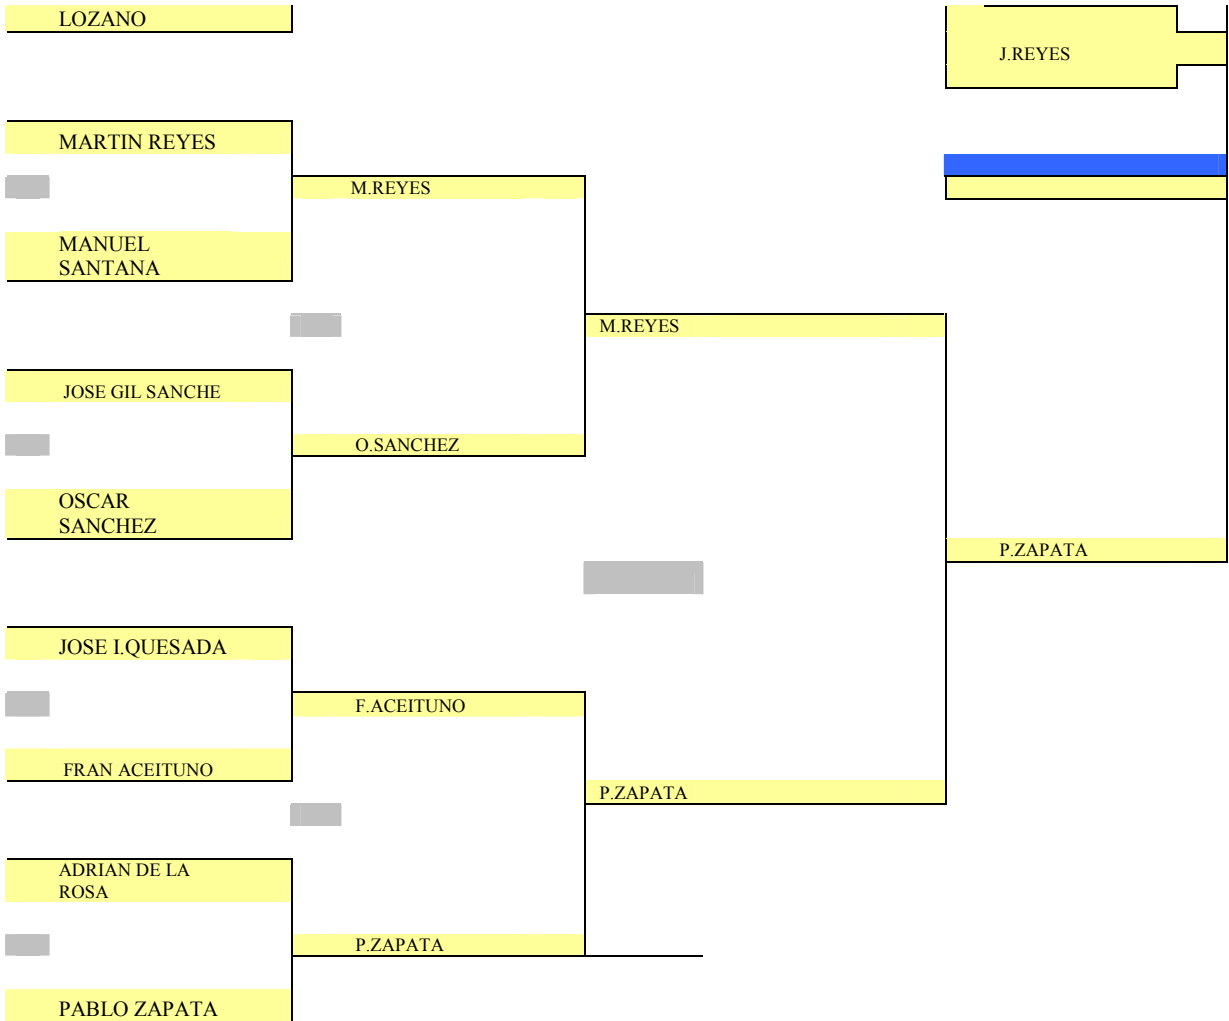 LOZANO
J.REYES
MARTIN REYES
M.REYES
MANUEL
SANTANA
M.REYES
JOSE GIL SANCHE
O.SANCHEZ
OSCAR
SANCHEZ
P.ZAPATA
JOSE I.QUESADA
F.ACEITUNO
FRAN ACEITUNO
P.ZAPATA
ADRIAN DE LA
ROSA
P.ZAPATA
PABLO ZAPATA